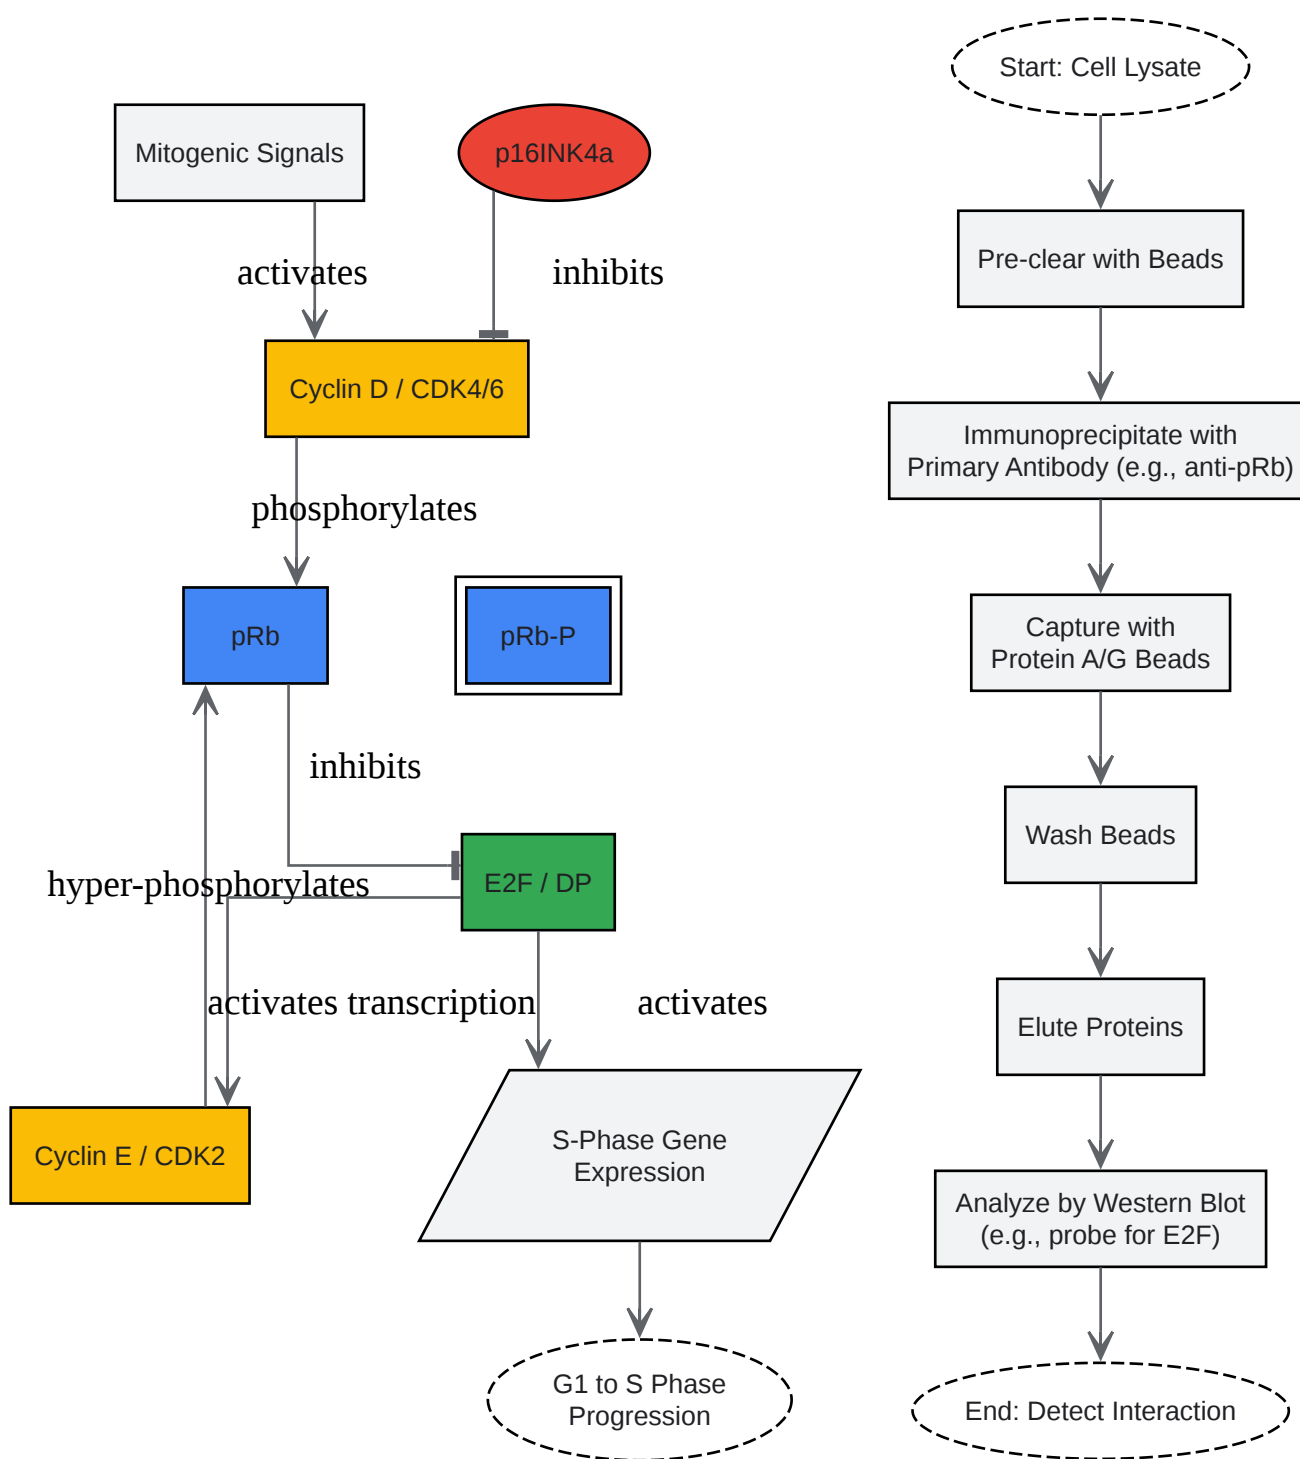 Mitogenic Signals
p16INK4a
activates
inhibits
Cyclin D / CDK4/6
phosphorylates
pRb
pRb-P
inhibits
E2F / DP
hyper-phosphorylates
activates transcription
activates
Cyclin E / CDK2
S-Phase Gene
Expression
G1 to S Phase
Progression
Start: Cell Lysate
Pre-clear with Beads
Immunoprecipitate with
Primary Antibody (e.g., anti-pRb)
Capture with
Protein A/G Beads
Wash Beads
Elute Proteins
Analyze by Western Blot
(e.g., probe for E2F)
End: Detect Interaction